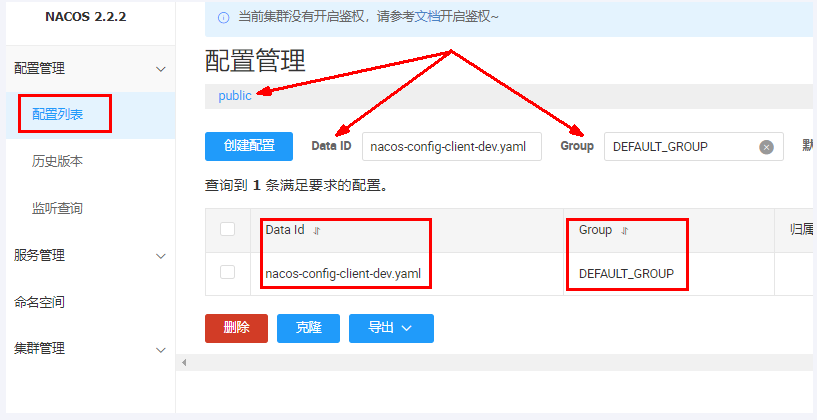 NACOS 2.2.2
当前集群没有开启鉴权，请参考文档开启鉴权~
配置管理
配置管理
public
配置列表
创建配置 Data ID nacos-config-client-dev.yaml Group DEFAULT_GROUP 默
历史版本
查询到 1 条满足要求的配置。
监听查询
Data Id Group 归属
服务管理
nacos-config-client-dev.yaml DEFAULT_GROUP
命名空间
删除 克隆 导出
集群管理